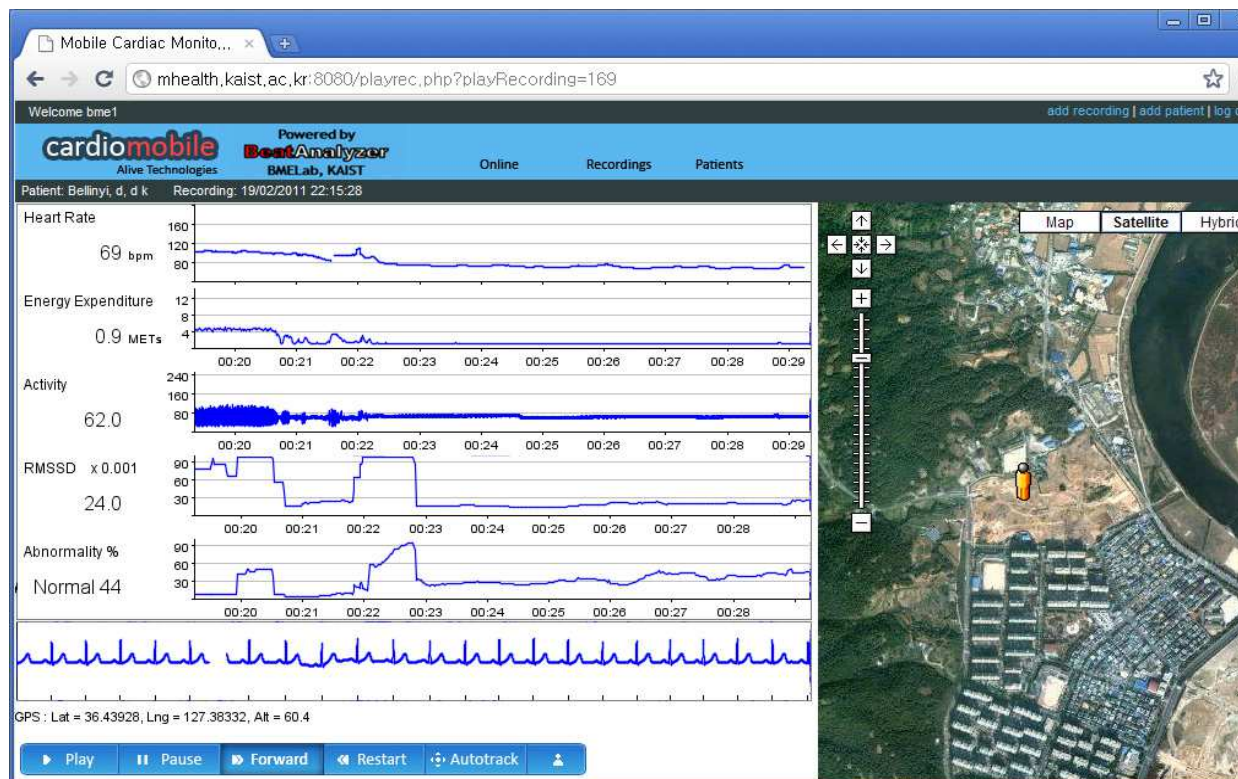 Mobile Cardiac Monito...
mhealth.kaist.ac.kr:8080/playrec.php?playRecording=169
Welcome bme1
add recording | add patient | log
cardiomobile
Alive Technologies
Powered by
BeatAnalyzer
BMELab, KAIST
Online Recordings Patients
Patient: Bellinyi, d, d k Recording: 19/02/2011 22:15:28
Heart Rate
69 bpm
160
120
80
Energy Expenditure
0.9 METs
12
8
4
00:20 00:21 00:22 00:23 00:24 00:25 00:26 00:27 00:28 00:29
Activity
62.0
240
160
80
00:20 00:21 00:22 00:23 00:24 00:25 00:26 00:27 00:28 00:29
RMSSD x 0.001
24.0
90
60
30
00:20 00:21 00:22 00:23 00:24 00:25 00:26 00:27 00:28
Abnormality %
Normal 44
90
60
30
00:20 00:21 00:22 00:23 00:24 00:25 00:26 00:27 00:28
GPS : Lat = 36.43928, Lng = 127.38332, Alt = 60.4
Play Pause Forward Restart Autotrack
Map Satellite Hybri